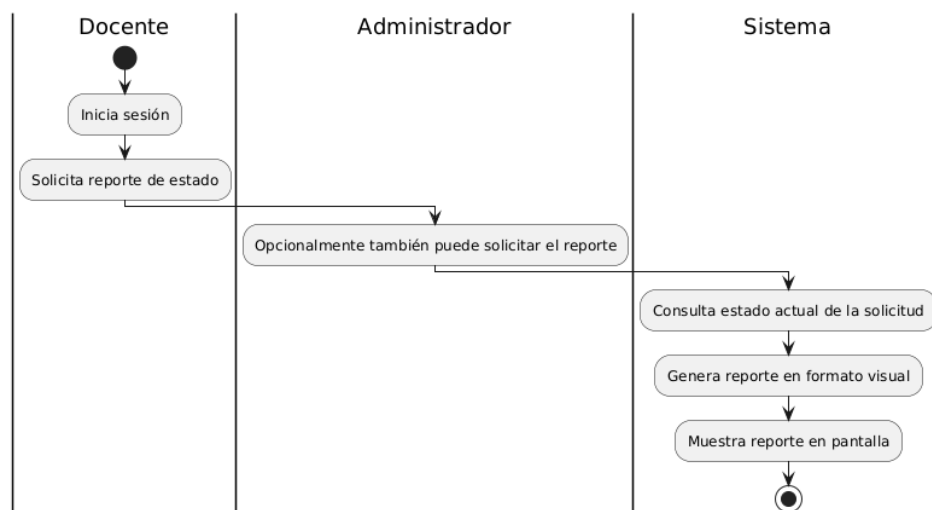 Docente
Administrador
Sistema
Inicia sesión
Solicita reporte de estado
Opcionalmente también puede solicitar el reporte
Consulta estado actual de la solicitud
Genera reporte en formato visual
Muestra reporte en pantalla